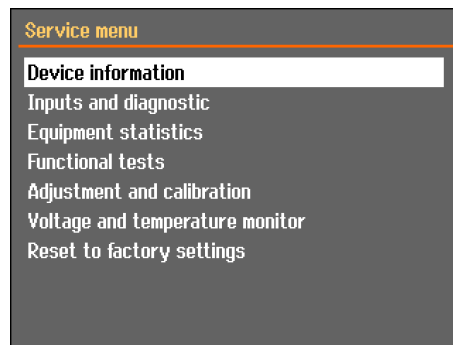 Service menu
Device information
Inputs and diagnostic
Equipment statistics
Functional tests
Adjustment and calibration
Voltage and temperature monitor
Reset to factory settings